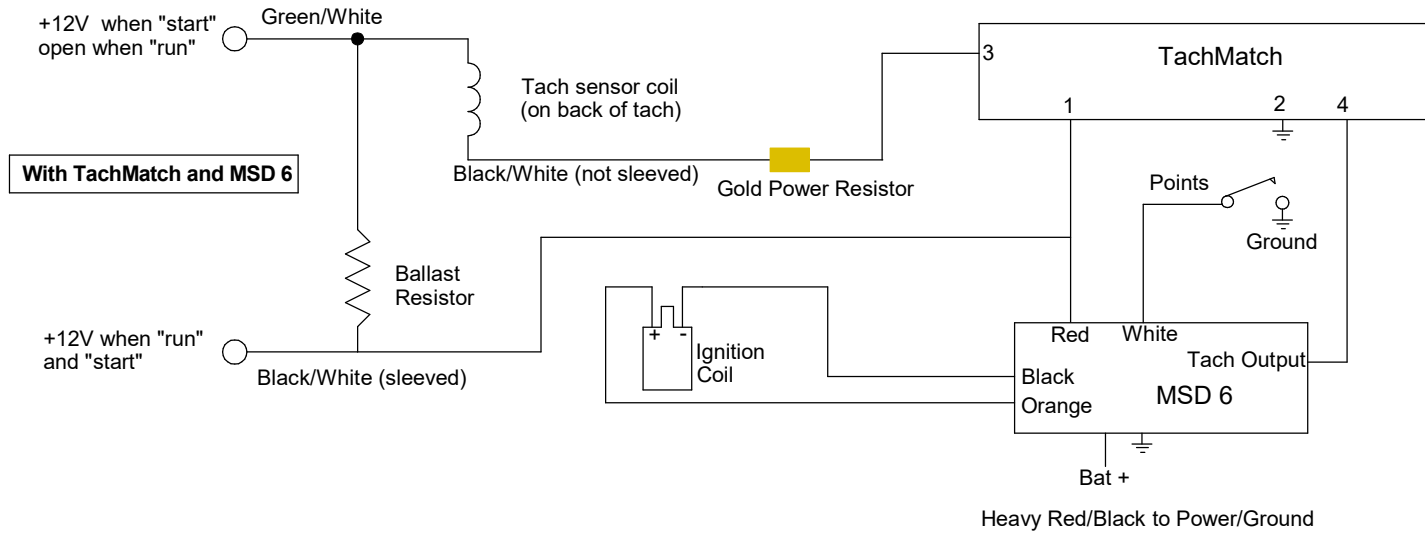 +12V when "start"
open when "run"
Green/White
TachMatch
3
1
2
4
Tach sensor coil
(on back of tach)
With TachMatch and MSD 6
Black/White (not sleeved)
Gold Power Resistor
Points
Ground
Ballast
Resistor
+12V when "run"
and "start"
Black/White (sleeved)
+ -
Ignition
Coil
Red
White
Tach Output
Black
Orange
MSD 6
Bat +
Heavy Red/Black to Power/Ground